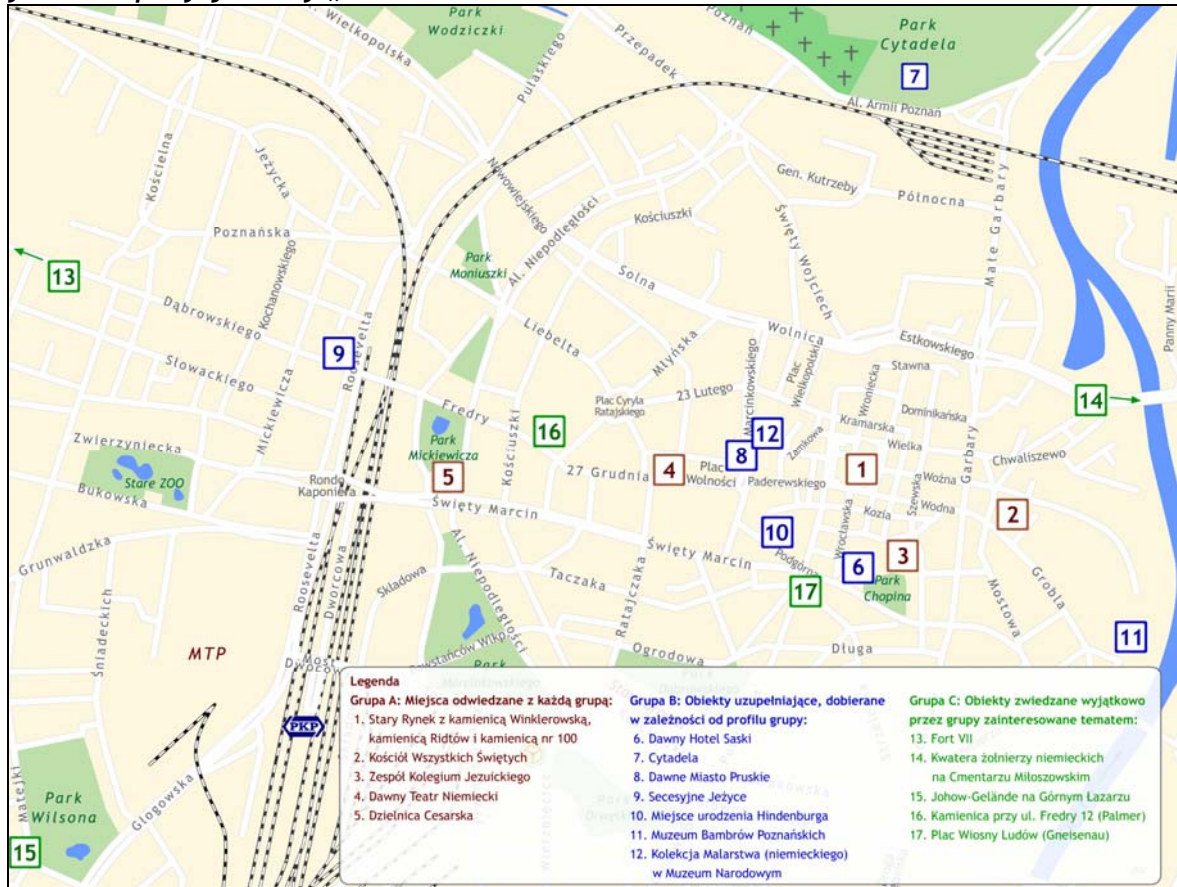 Park
Wodziczki
Al. Wielkopolska
Pułaskiego
Przepadek
Poznań
Park
Cytadela
7
Al. Armii Poznań
Kościelna
Jeżycka
Nowowiejskiego
Gen. Kutrzeby
Północna
Małe Garbary
Poznańska
Kochanowskiego
Park
Moniuszki
Al. Niepodległości
Kościuszki
Święty Wojciech
Solna
Panny Marii
13
Dąbrowskiego
9
Roosevelta
Liebelta
Młyńska
Wolnica
Estkowskiego
Słowackiego
Mickiewicza
Marcinkowskiego
Plac
Wielkopolski
Stawna
Wroniecka
14
Fredry
Plac Cyryla
Ratajskiego
23 Lutego
Dominikańska
Kramarska
Wielka
Garbary
Zwierzyniecka
Park
Mickiewicza
Kościuszki
16
12
8
Zamkowa
Chwaliszewo
Stare ZOO
Bukowska
Rondo
Kaponiera
5
27 Grudnia
4
Plac
Wolności
Paderewskiego
1
Szewska
Woźna
Wodna
2
Święty Marcin
Kozia
Wrocławska
Grunwaldzka
Roosevelta
Dworcowa
Składowa
Al. Niepodległości
Taczaka
Święty Marcin
10
Podgórna
6
3
Park
Chopina
Grobla
Mostowa
17
Ratajczaka
Śniadeckich
MTP
Most
Park
Ogrodowa
Długa
11
PKP
Matejki
Park
Wilsona
Głogowska
15
Legenda
Grupa A: Miejsca odwiedzane z każdą grupą:
1. Stary Rynek z kamienicą Winklerowską,
kamienicą Ridtów i kamienicą nr 100
2. Kościół Wszystkich Świętych
3. Zespół Kolegium Jezuickiego
4. Dawny Teatr Niemiecki
5. Dzielnica Cesarska
Grupa B: Obiekty uzupełniające, dobierane
w zależności od profilu grupy:
6. Dawny Hotel Saski
7. Cytadela
8. Dawne Miasto Pruskie
9. Secesyjne Jeżyce
10. Miejsce urodzenia Hindenburga
11. Muzeum Bambrów Poznańskich
12. Kolekcja Malarstwa (niemieckiego)
w Muzeum Narodowym
Grupa C: Obiekty zwiedzane wyjątkowo
przez grupy zainteresowane tematem:
13. Fort VII
14. Kwatera żołnierzy niemieckich
na Cmentarzu Miłoszowskim
15. Johow-Gelände na Górnym Łazarzu
16. Kamienica przy ul. Fredry 12 (Palmer)
17. Plac Wiosny Ludów (Gneisenau)